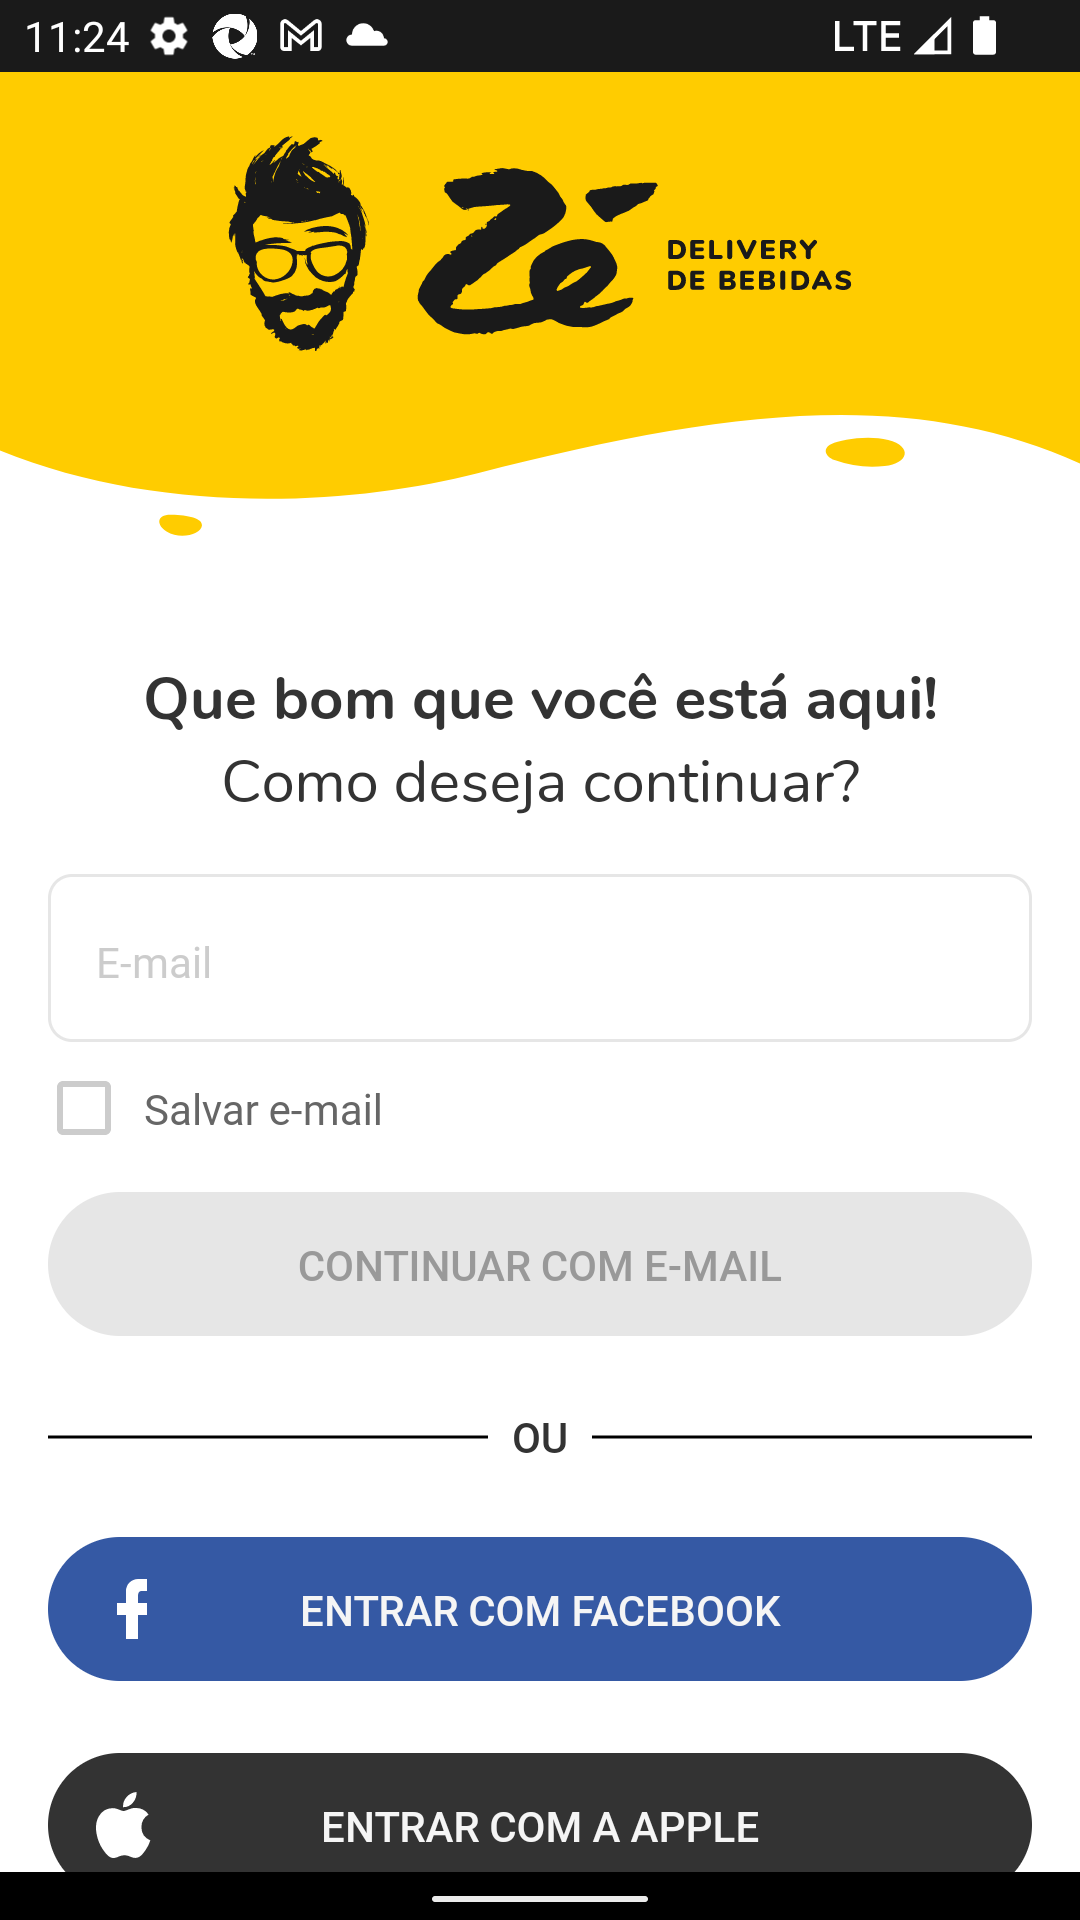 11:24
LTE
Zé
DELIVERY
DE BEBIDAS
Que bom que você está aqui!
Como deseja continuar?
E-mail
Salvar e-mail
CONTINUAR COM E-MAIL
OU
ENTRAR COM FACEBOOK
ENTRAR COM A APPLE